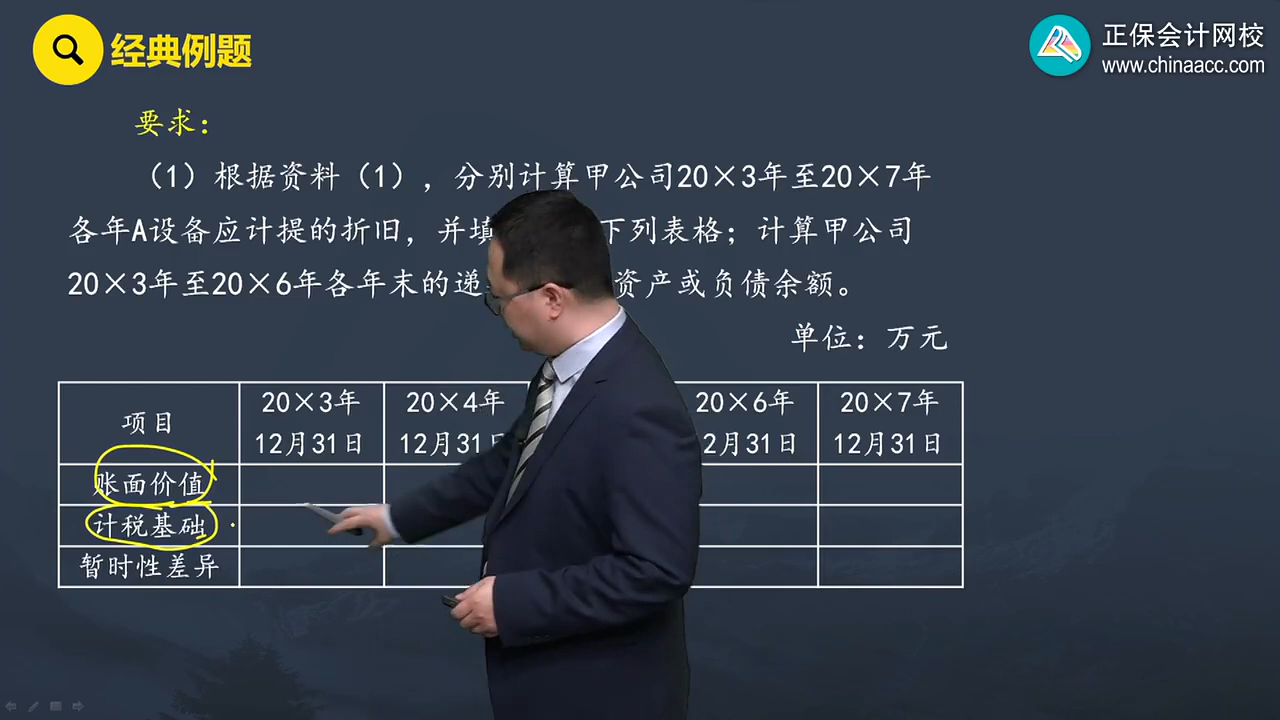 经典例题
正保会计网校
www.chinaacc.com
要求：
（1）根据资料（1），分别计算甲公司20×3年至20×7年
各年A设备应计提的折旧，并填 下列表格；计算甲公司
20×3年至20×6年各年末的递 资产或负债余额。
单位：万元
项目 20×3年 12月31日 20×4年 12月31日 20×6年 2月31日 20×7年 12月31日
账面价值
计税基础
暂时性差异